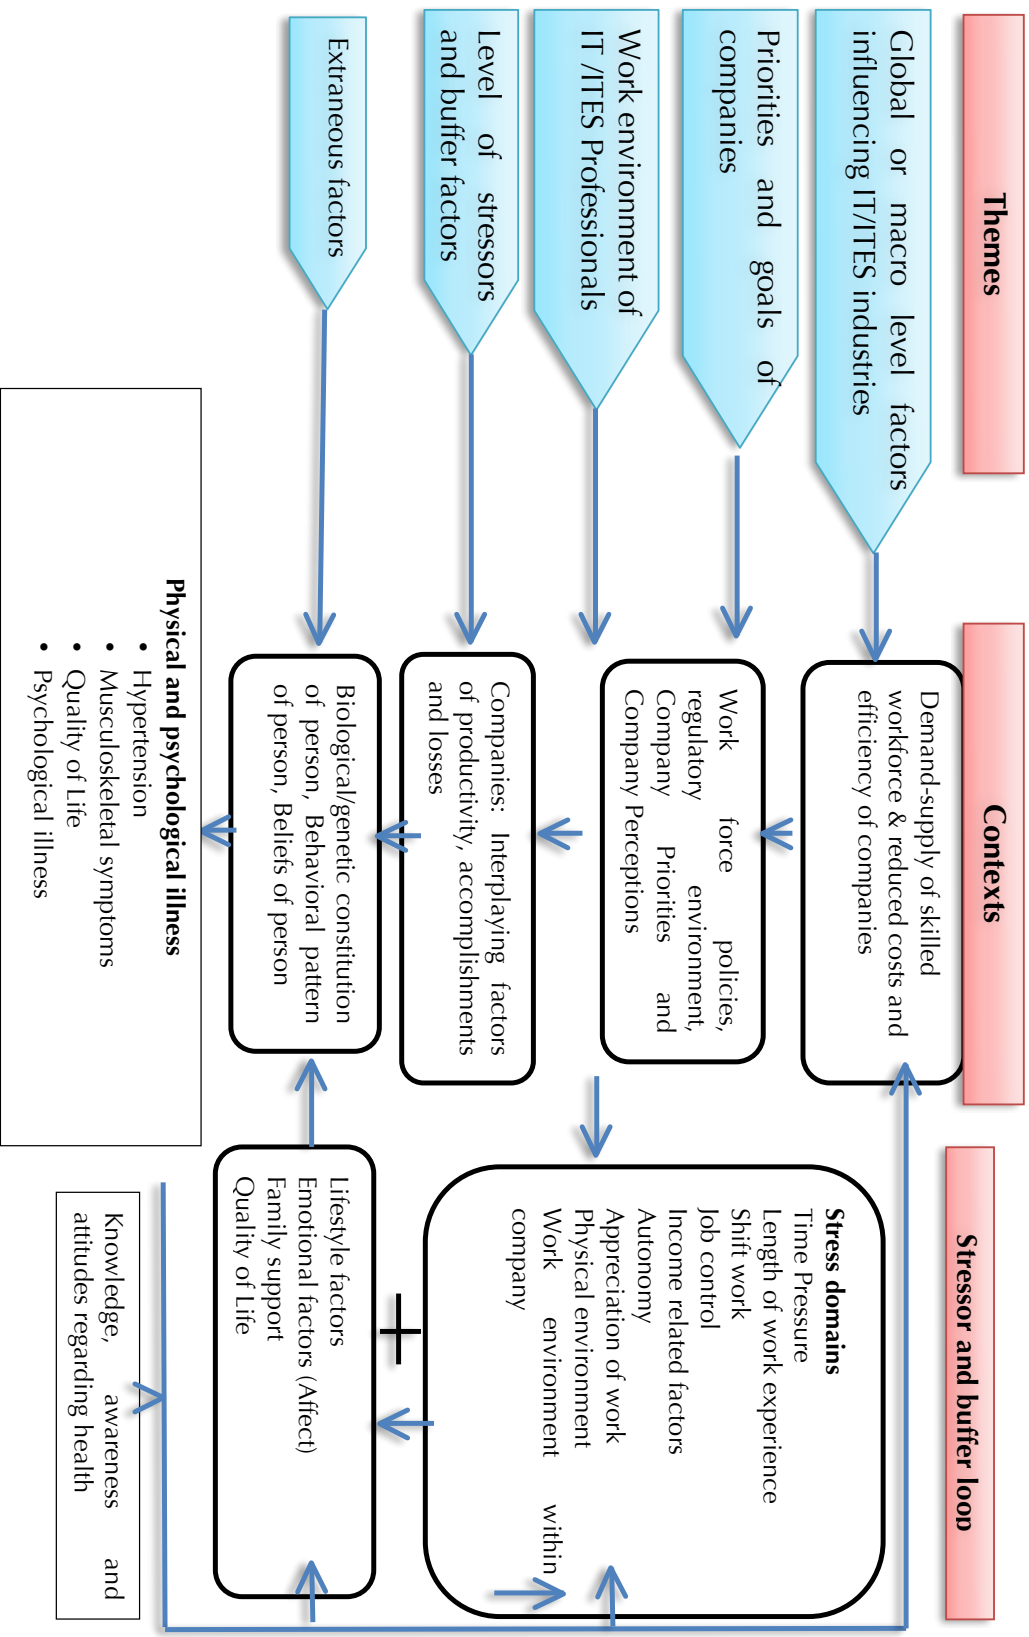 Themes
Global or macro level factors
influencing IT/ITES industries
Priorities and goals of
companies
Work environment of
IT /ITES Professionals
Level of stressors
and buffer factors
Extraneous factors
Contexts
Demand-supply of skilled
workforce & reduced costs and
efficiency of companies
Work force policies,
regulatory environment,
Company Priorities and
Company Perceptions
Companies: Interplaying factors
of productivity, accomplishments
and losses
Biological/genetic constitution
of person, Behavioral pattern
of person, Beliefs of person
Physical and psychological illness
• Hypertension
• Musculoskeletal symptoms
• Quality of Life
• Psychological illness
Stressor and buffer loop
Stress domains
Time Pressure
Length of work experience
Shift work
Job control
Income related factors
Autonomy
Appreciation of work
Physical environment
Work environment within
company
+
Lifestyle factors
Emotional factors (Affect)
Family support
Quality of Life
Knowledge, awareness and
attitudes regarding health